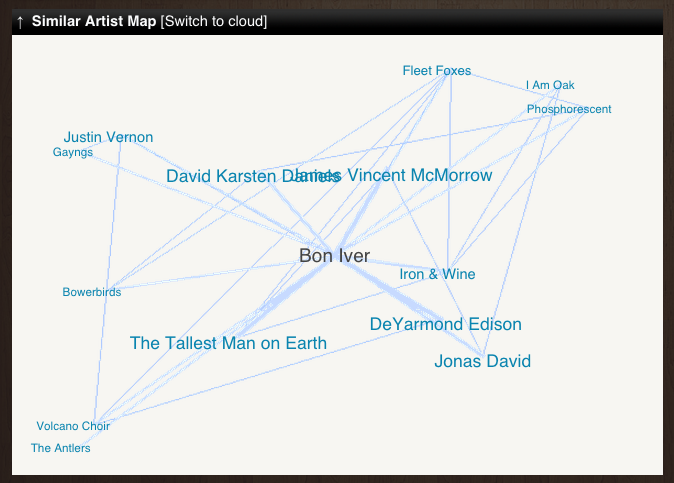 ↑ Similar Artist Map [Switch to cloud]
Fleet Foxes
I Am Oak
Phosphorescent
Justin Vernon
Gayngs
David Karsten Daniels
James Vincent McMorrow
Bon Iver
Iron & Wine
Bowerbirds
DeYarmond Edison
The Tallest Man on Earth
Jonas David
Volcano Choir
The Antlers